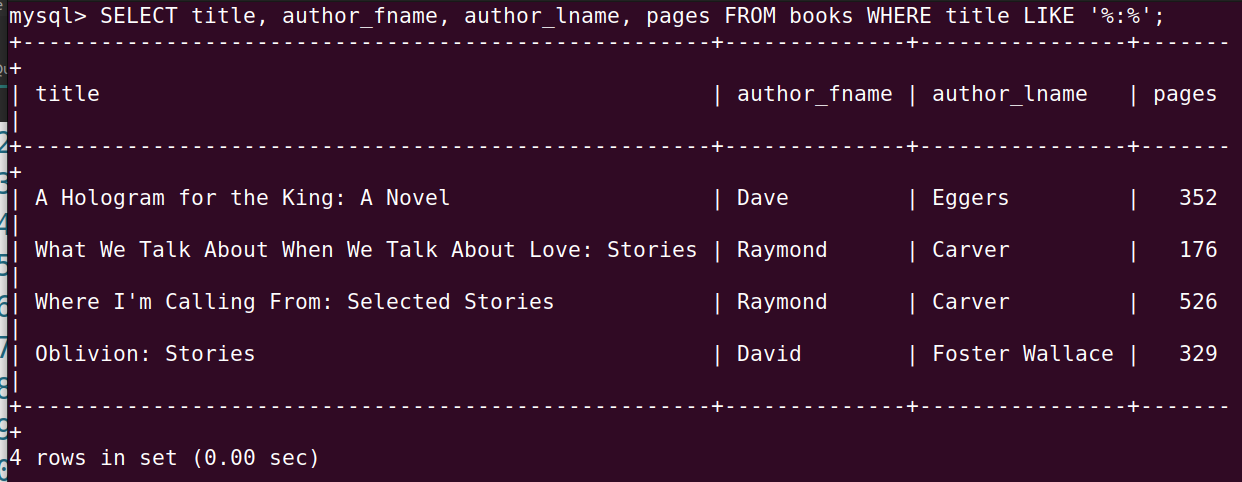 mysql> SELECT title, author_fname, author_lname, pages FROM books WHERE title LIKE '%:%';
+-----------------------------------------------------+--------------+----------------+-------
+
| title                                               | author_fname | author_lname   | pages
|
+-----------------------------------------------------+--------------+----------------+-------
+
| A Hologram for the King: A Novel                    | Dave         | Eggers         |   352
|
| What We Talk About When We Talk About Love: Stories | Raymond      | Carver         |   176
|
| Where I'm Calling From: Selected Stories            | Raymond      | Carver         |   526
|
| Oblivion: Stories                                   | David        | Foster Wallace |   329
|
+-----------------------------------------------------+--------------+----------------+-------
+
4 rows in set (0.00 sec)